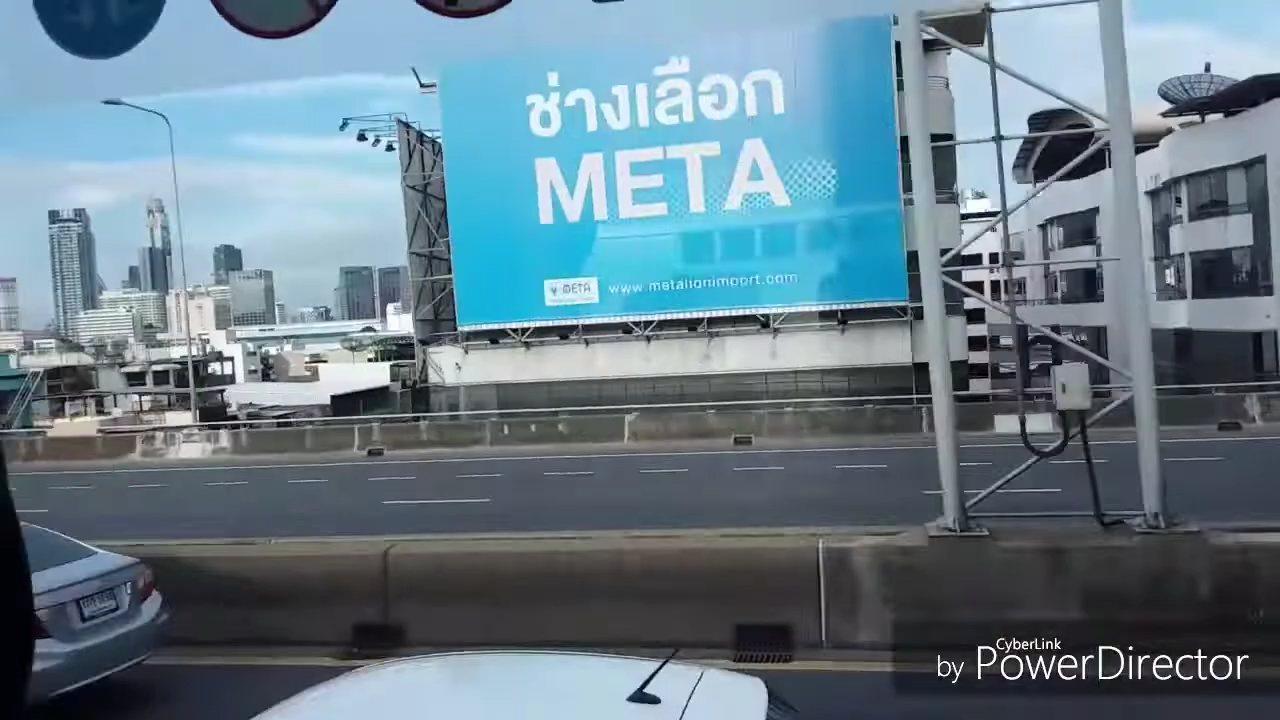 ช่างเลือก
META
META
www.metalionimport.com
CyberLink
by PowerDirector